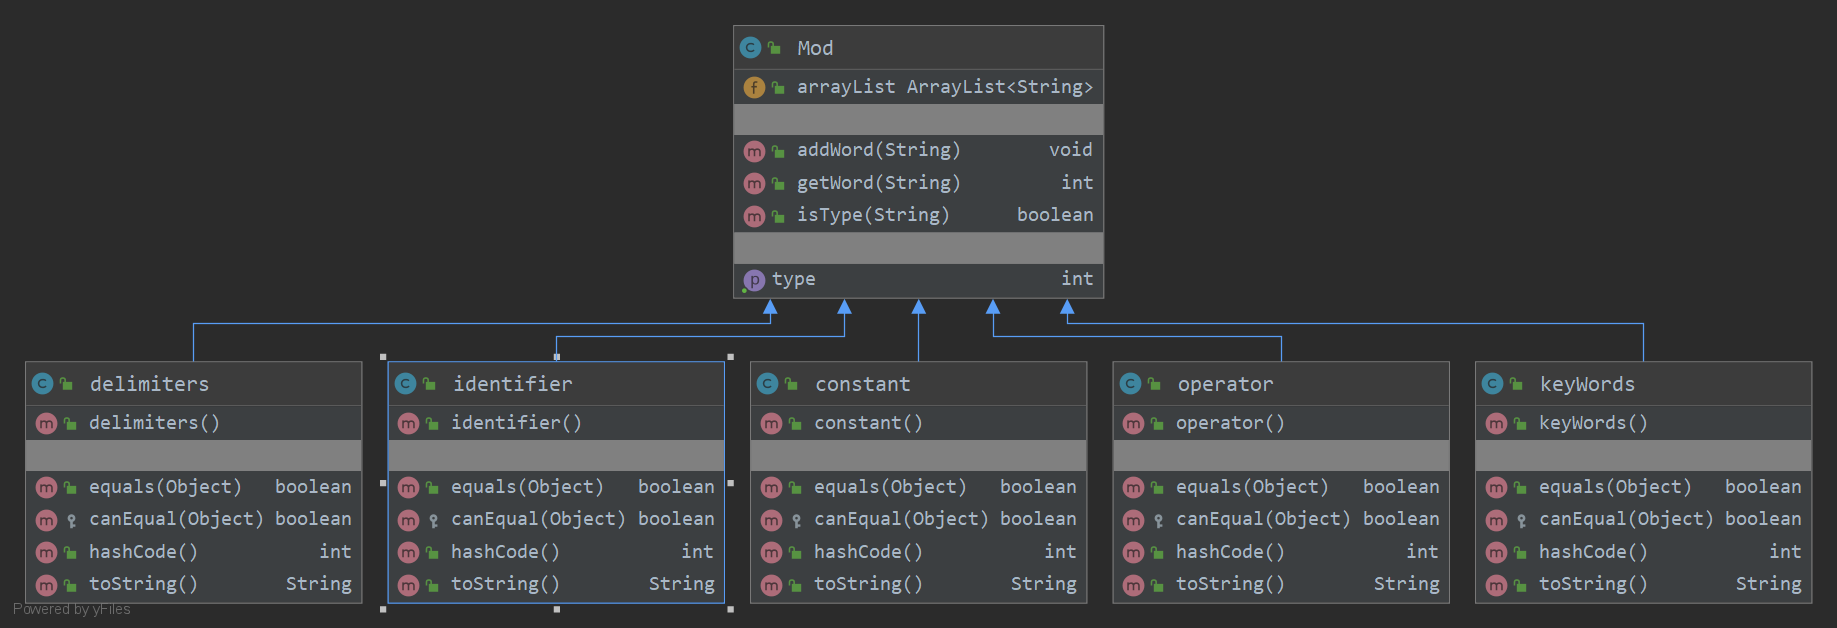 Mod
arrayList ArrayList<String>
addWord(String) void
getWord(String) int
isType(String) boolean
type int
delimiters
delimiters()
equals(Object) boolean
canEqual(Object) boolean
hashCode() int
toString() String
identifier
identifier()
equals(Object) boolean
canEqual(Object) boolean
hashCode() int
toString() String
constant
constant()
equals(Object) boolean
canEqual(Object) boolean
hashCode() int
toString() String
operator
operator()
equals(Object) boolean
canEqual(Object) boolean
hashCode() int
toString() String
keyWords
keyWords()
equals(Object) boolean
canEqual(Object) boolean
hashCode() int
toString() String
Powered by yFiles